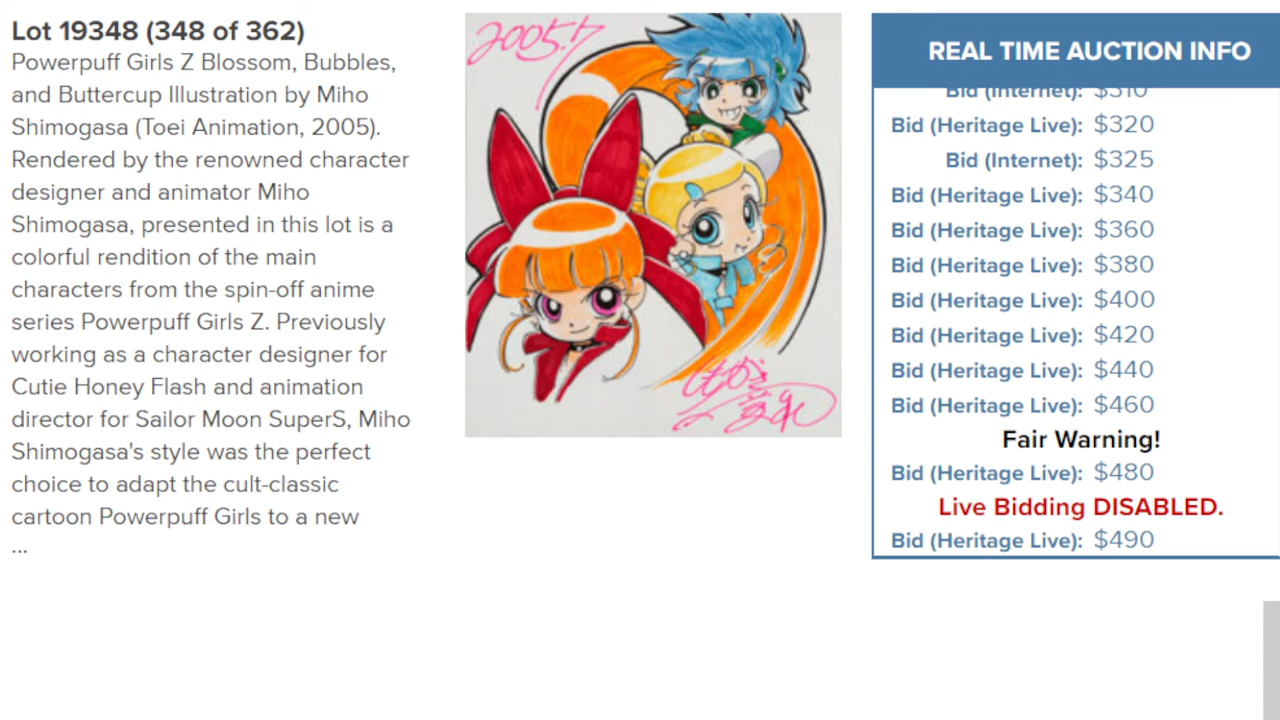 Lot 19348 (348 of 362)
Powerpuff Girls Z Blossom, Bubbles,
and Buttercup Illustration by Miho
Shimogasa (Toei Animation, 2005).
Rendered by the renowned character
designer and animator Miho
Shimogasa, presented in this lot is a
colorful rendition of the main
characters from the spin-off anime
series Powerpuff Girls Z. Previously
working as a character designer for
Cutie Honey Flash and animation
director for Sailor Moon SuperS, Miho
Shimogasa's style was the perfect
choice to adapt the cult-classic
cartoon Powerpuff Girls to a new
...
2005.7
REAL TIME AUCTION INFO
Bid (Internet): $310
Bid (Heritage Live): $320
Bid (Internet): $325
Bid (Heritage Live): $340
Bid (Heritage Live): $360
Bid (Heritage Live): $380
Bid (Heritage Live): $400
Bid (Heritage Live): $420
Bid (Heritage Live): $440
Bid (Heritage Live): $460
Fair Warning!
Bid (Heritage Live): $480
Live Bidding DISABLED.
Bid (Heritage Live): $490